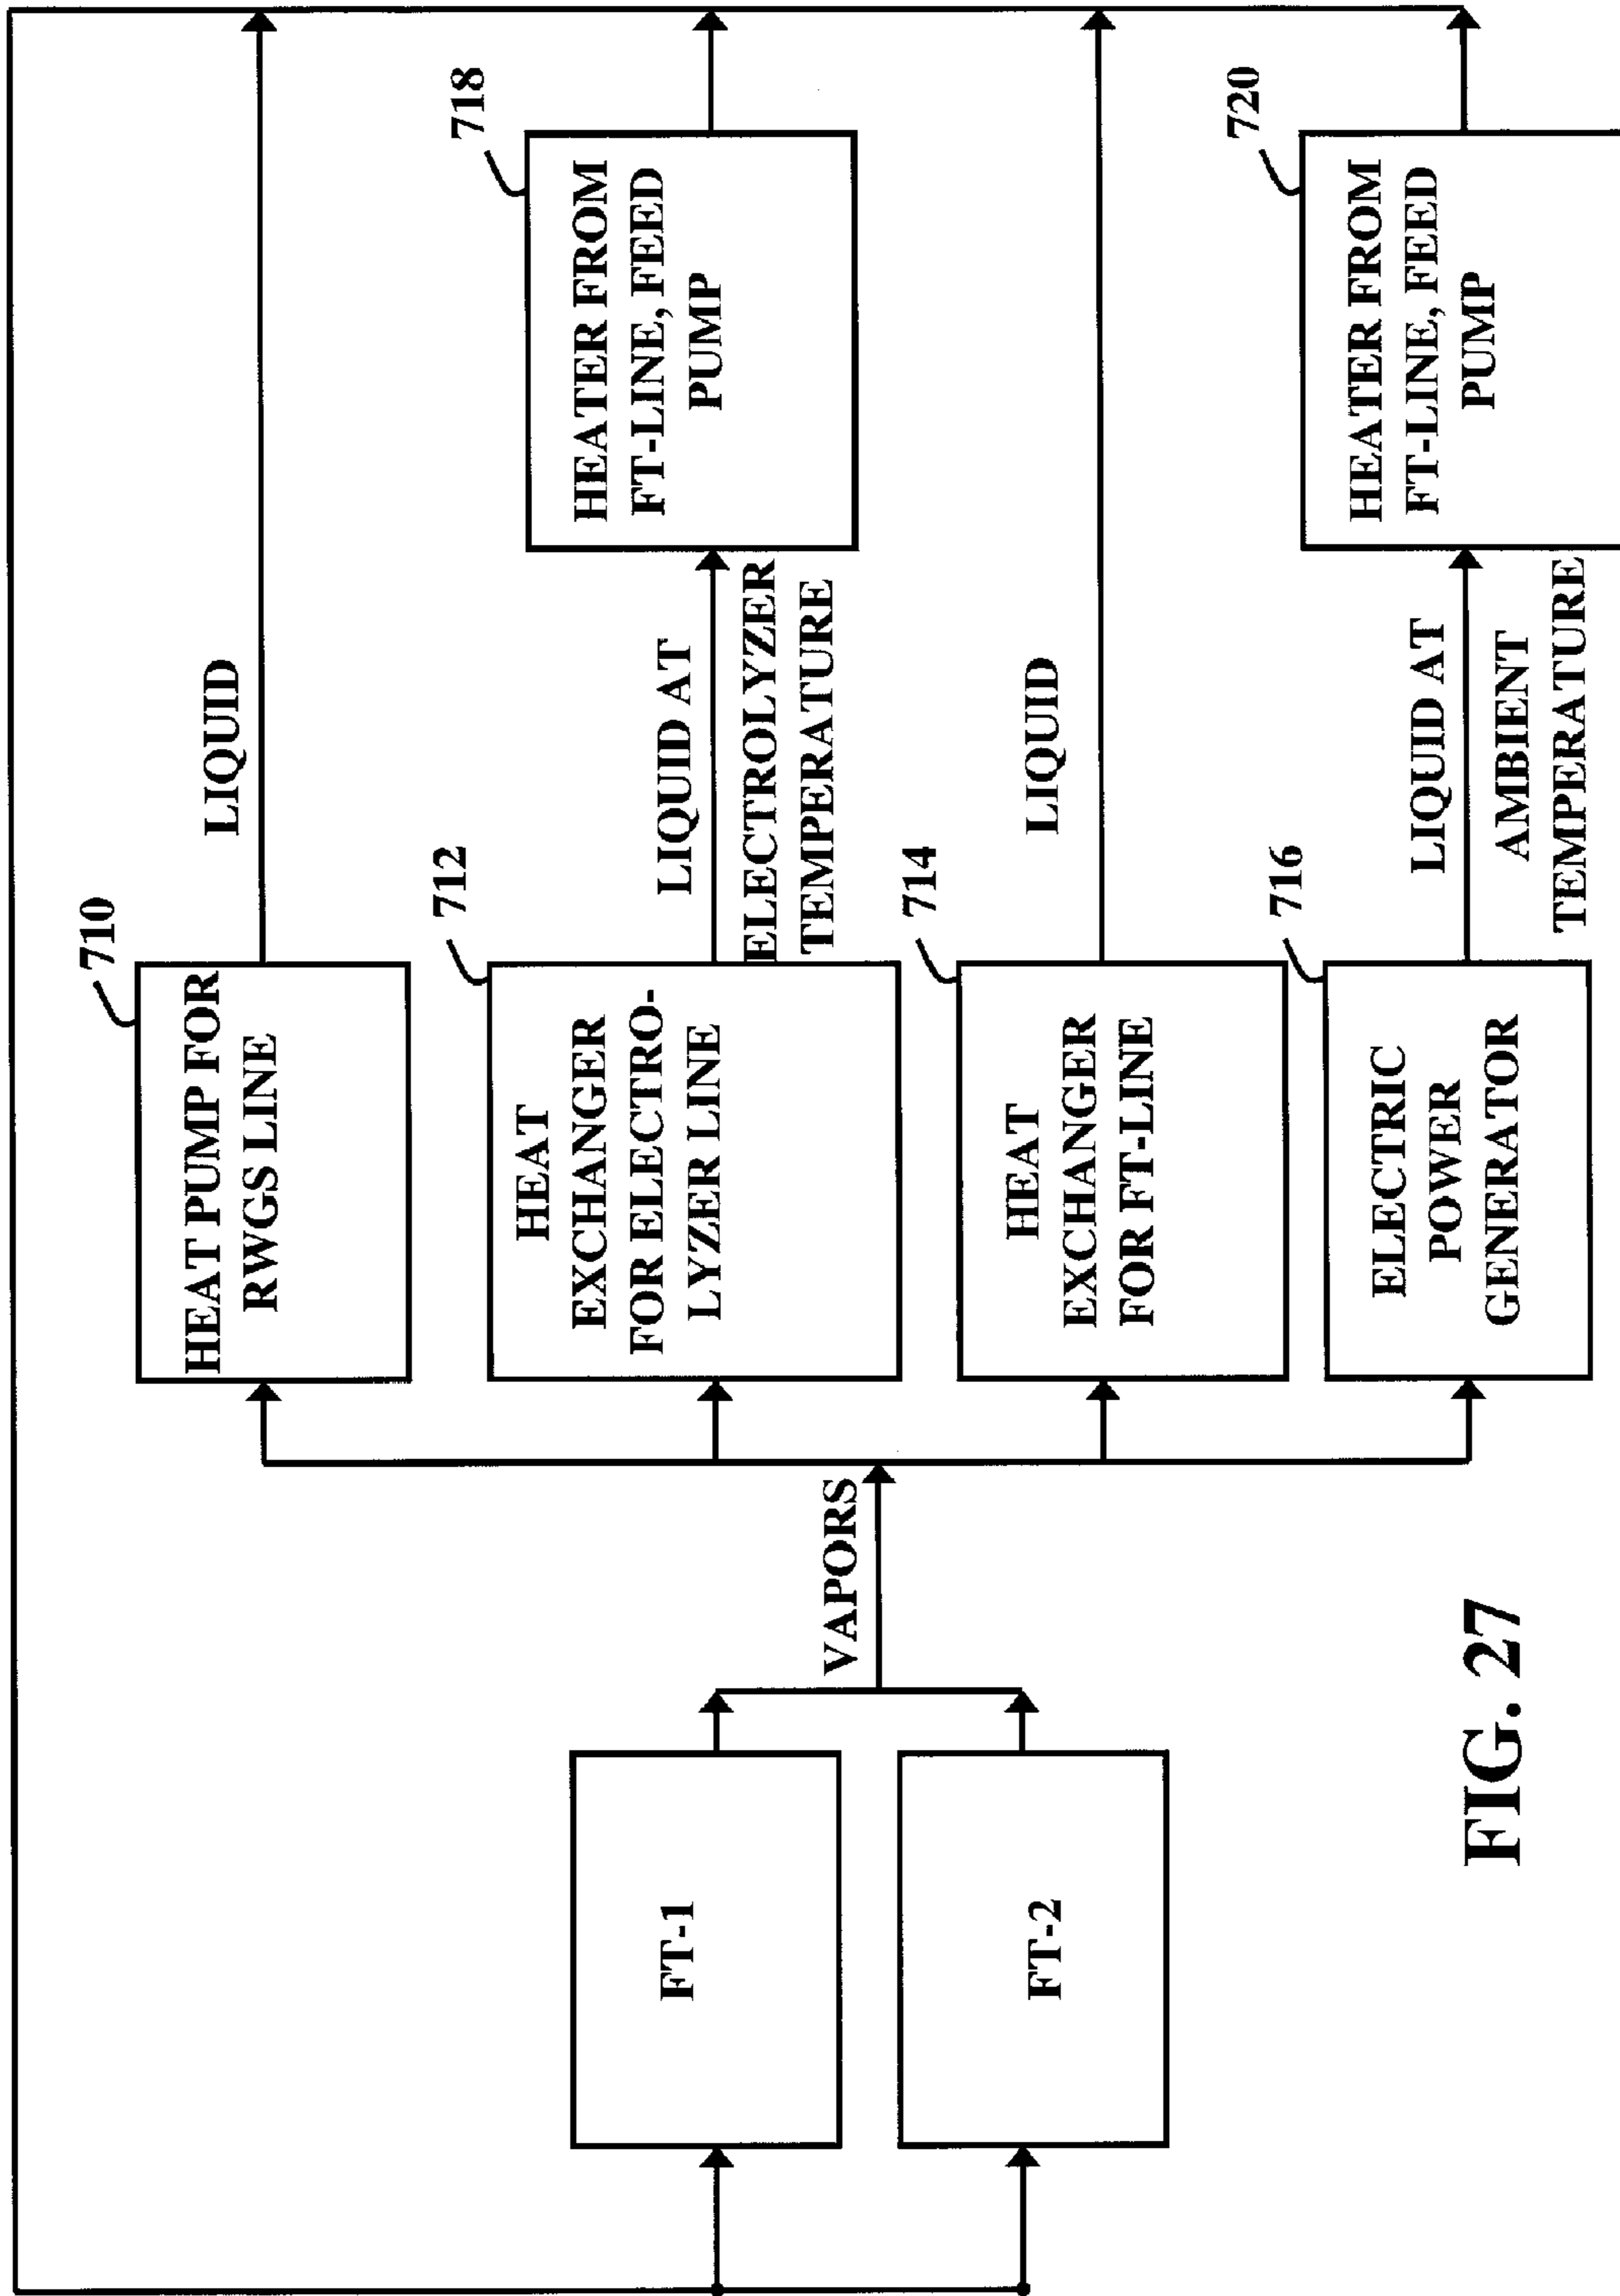 710
HEAT PUMP FOR
RWGS LINE
LIQUID
712
HEAT
EXCHANGER
FOR ELECTRO-
LYZER LINE
LIQUID AT
ELECTROLYZER
TEMPERATURE
718
HEATER FROM
FT-LINE, FEED
PUMP
FT-1
FT-2
VAPORS
714
HEAT
EXCHANGER
FOR FT-LINE
LIQUID
716
ELECTRIC
POWER
GENERATOR
LIQUID AT
AMBIENT
TEMPERATURE
720
HEATER FROM
FT-LINE, FEED
PUMP
FIG. 27